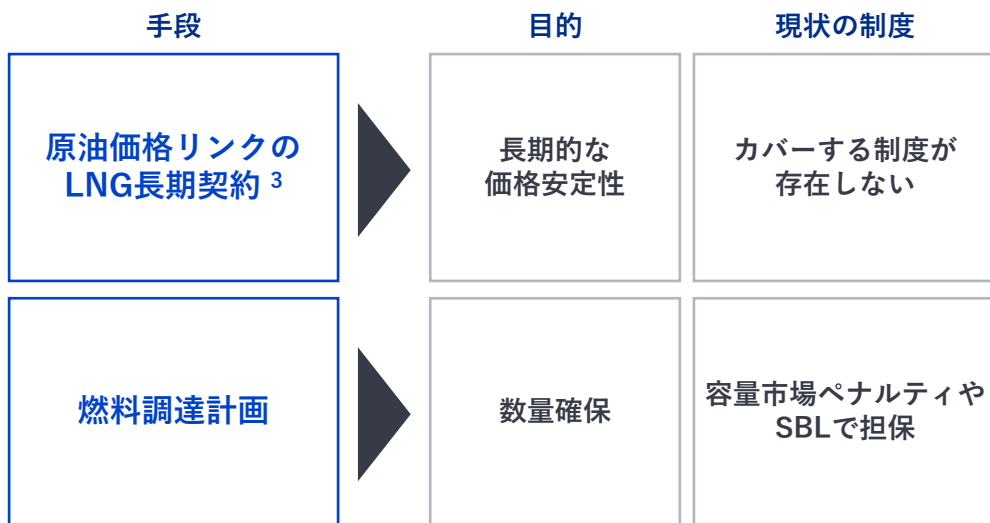 手段
目的
現状の制度
原油価格リンクの
LNG長期契約 3
長期的な
価格安定性
カバーする制度が
存在しない
燃料調達計画
数量確保
容量市場ペナルティや
SBLで担保